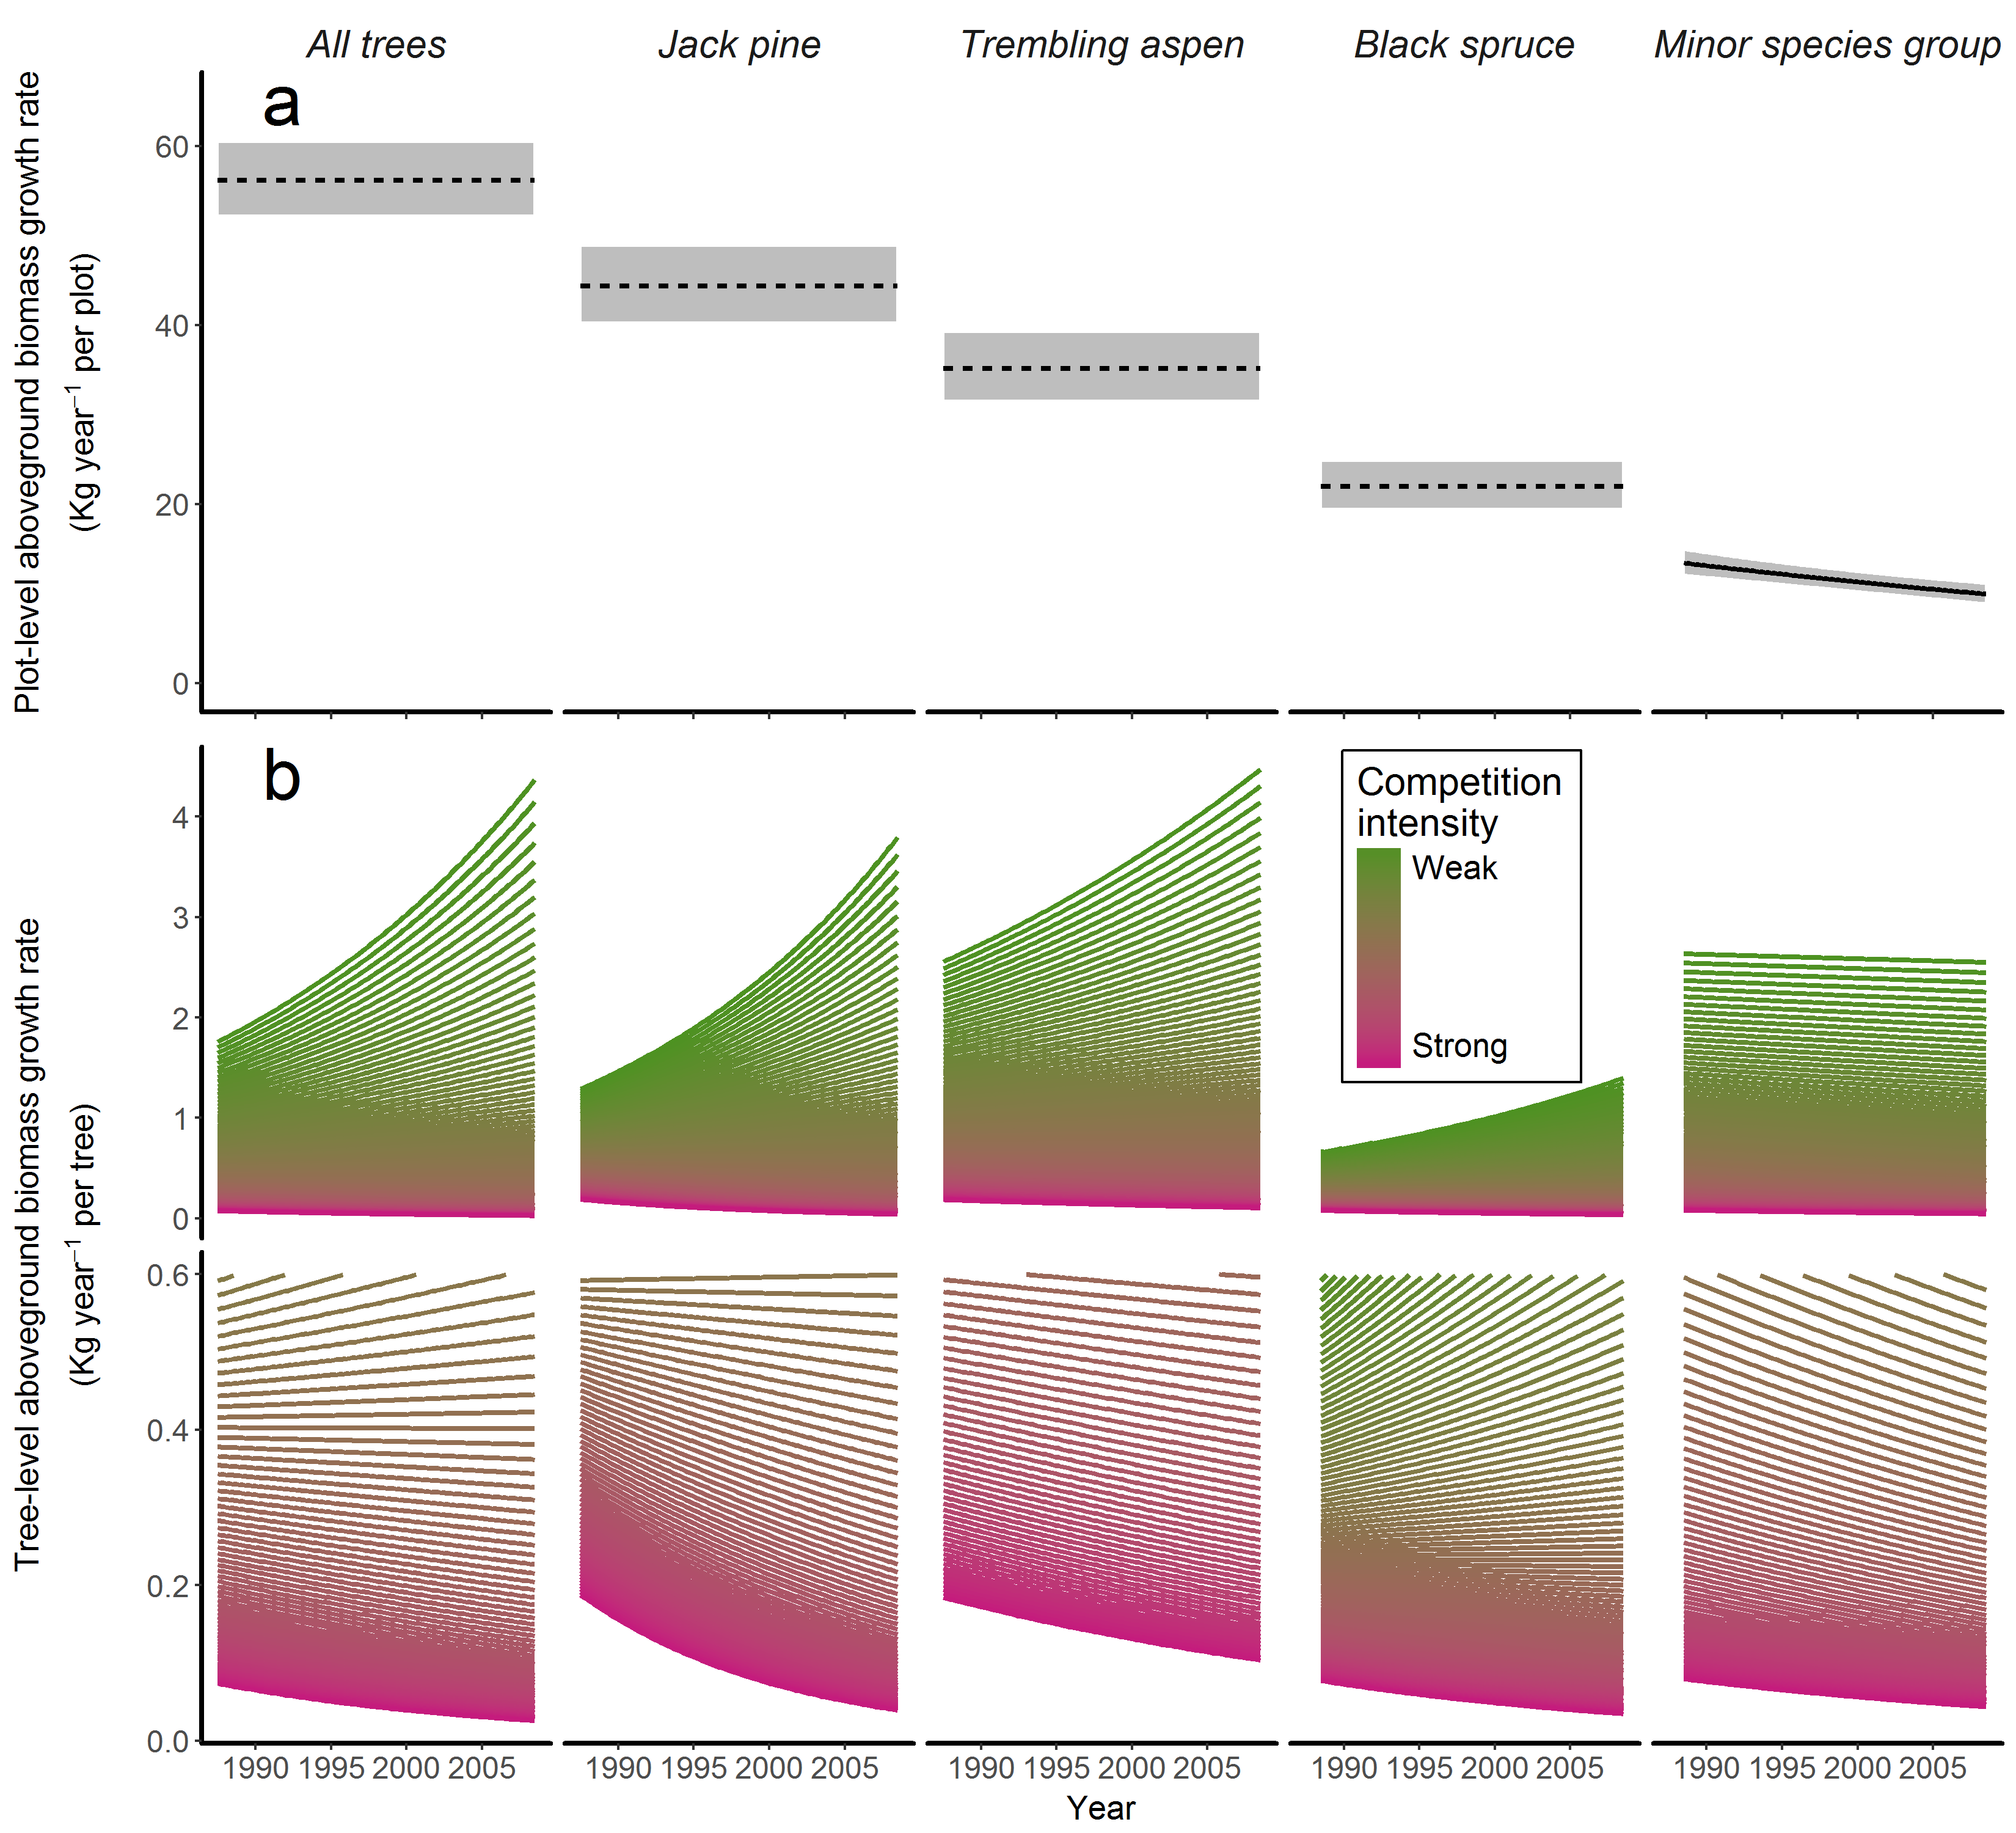 All trees
Jack pine
Trembling aspen
Black spruce
Minor species group
a
Plot-level aboveground biomass growth rate
(Kg year⁻¹ per plot)
60
40
20
0
b
Tree-level aboveground biomass growth rate
(Kg year⁻¹ per tree)
4
3
2
1
0
Competition
intensity
Weak
Strong
0.6
0.4
0.2
0.0
1990 1995 2000 2005
1990 1995 2000 2005
1990 1995 2000 2005
1990 1995 2000 2005
1990 1995 2000 2005
Year